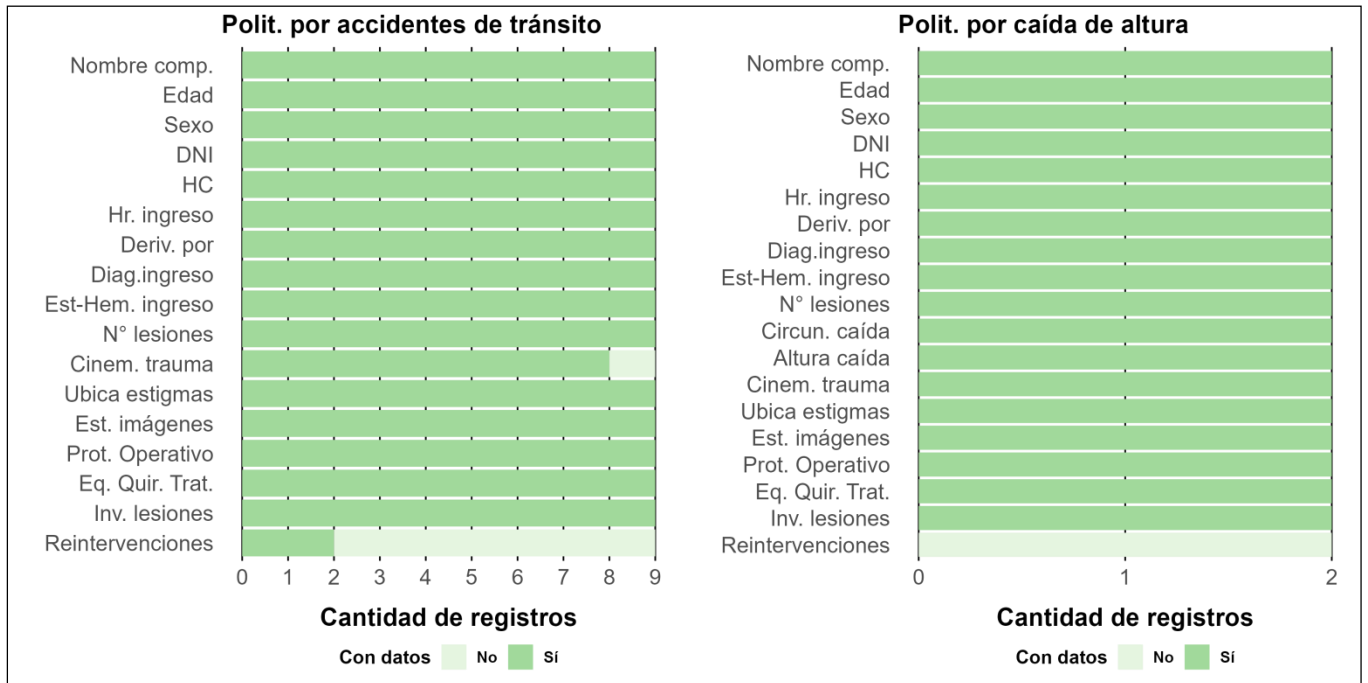 Polit. por accidentes de tránsito
Nombre comp.
Edad
Sexo
DNI
HC
Hr. ingreso
Deriv. por
Diag.ingreso
Est-Hem. ingreso
N° lesiones
Cinem. trauma
Ubica estigmas
Est. imágenes
Prot. Operativo
Eq. Quir. Trat.
Inv. lesiones
Reintervenciones
0 1 2 3 4 5 6 7 8 9
Cantidad de registros
Con datos No Sí
Polit. por caída de altura
Nombre comp.
Edad
Sexo
DNI
HC
Hr. ingreso
Deriv. por
Diag.ingreso
Est-Hem. ingreso
N° lesiones
Circun. caída
Altura caída
Cinem. trauma
Ubica estigmas
Est. imágenes
Prot. Operativo
Eq. Quir. Trat.
Inv. lesiones
Reintervenciones
0 1 2
Cantidad de registros
Con datos No Sí